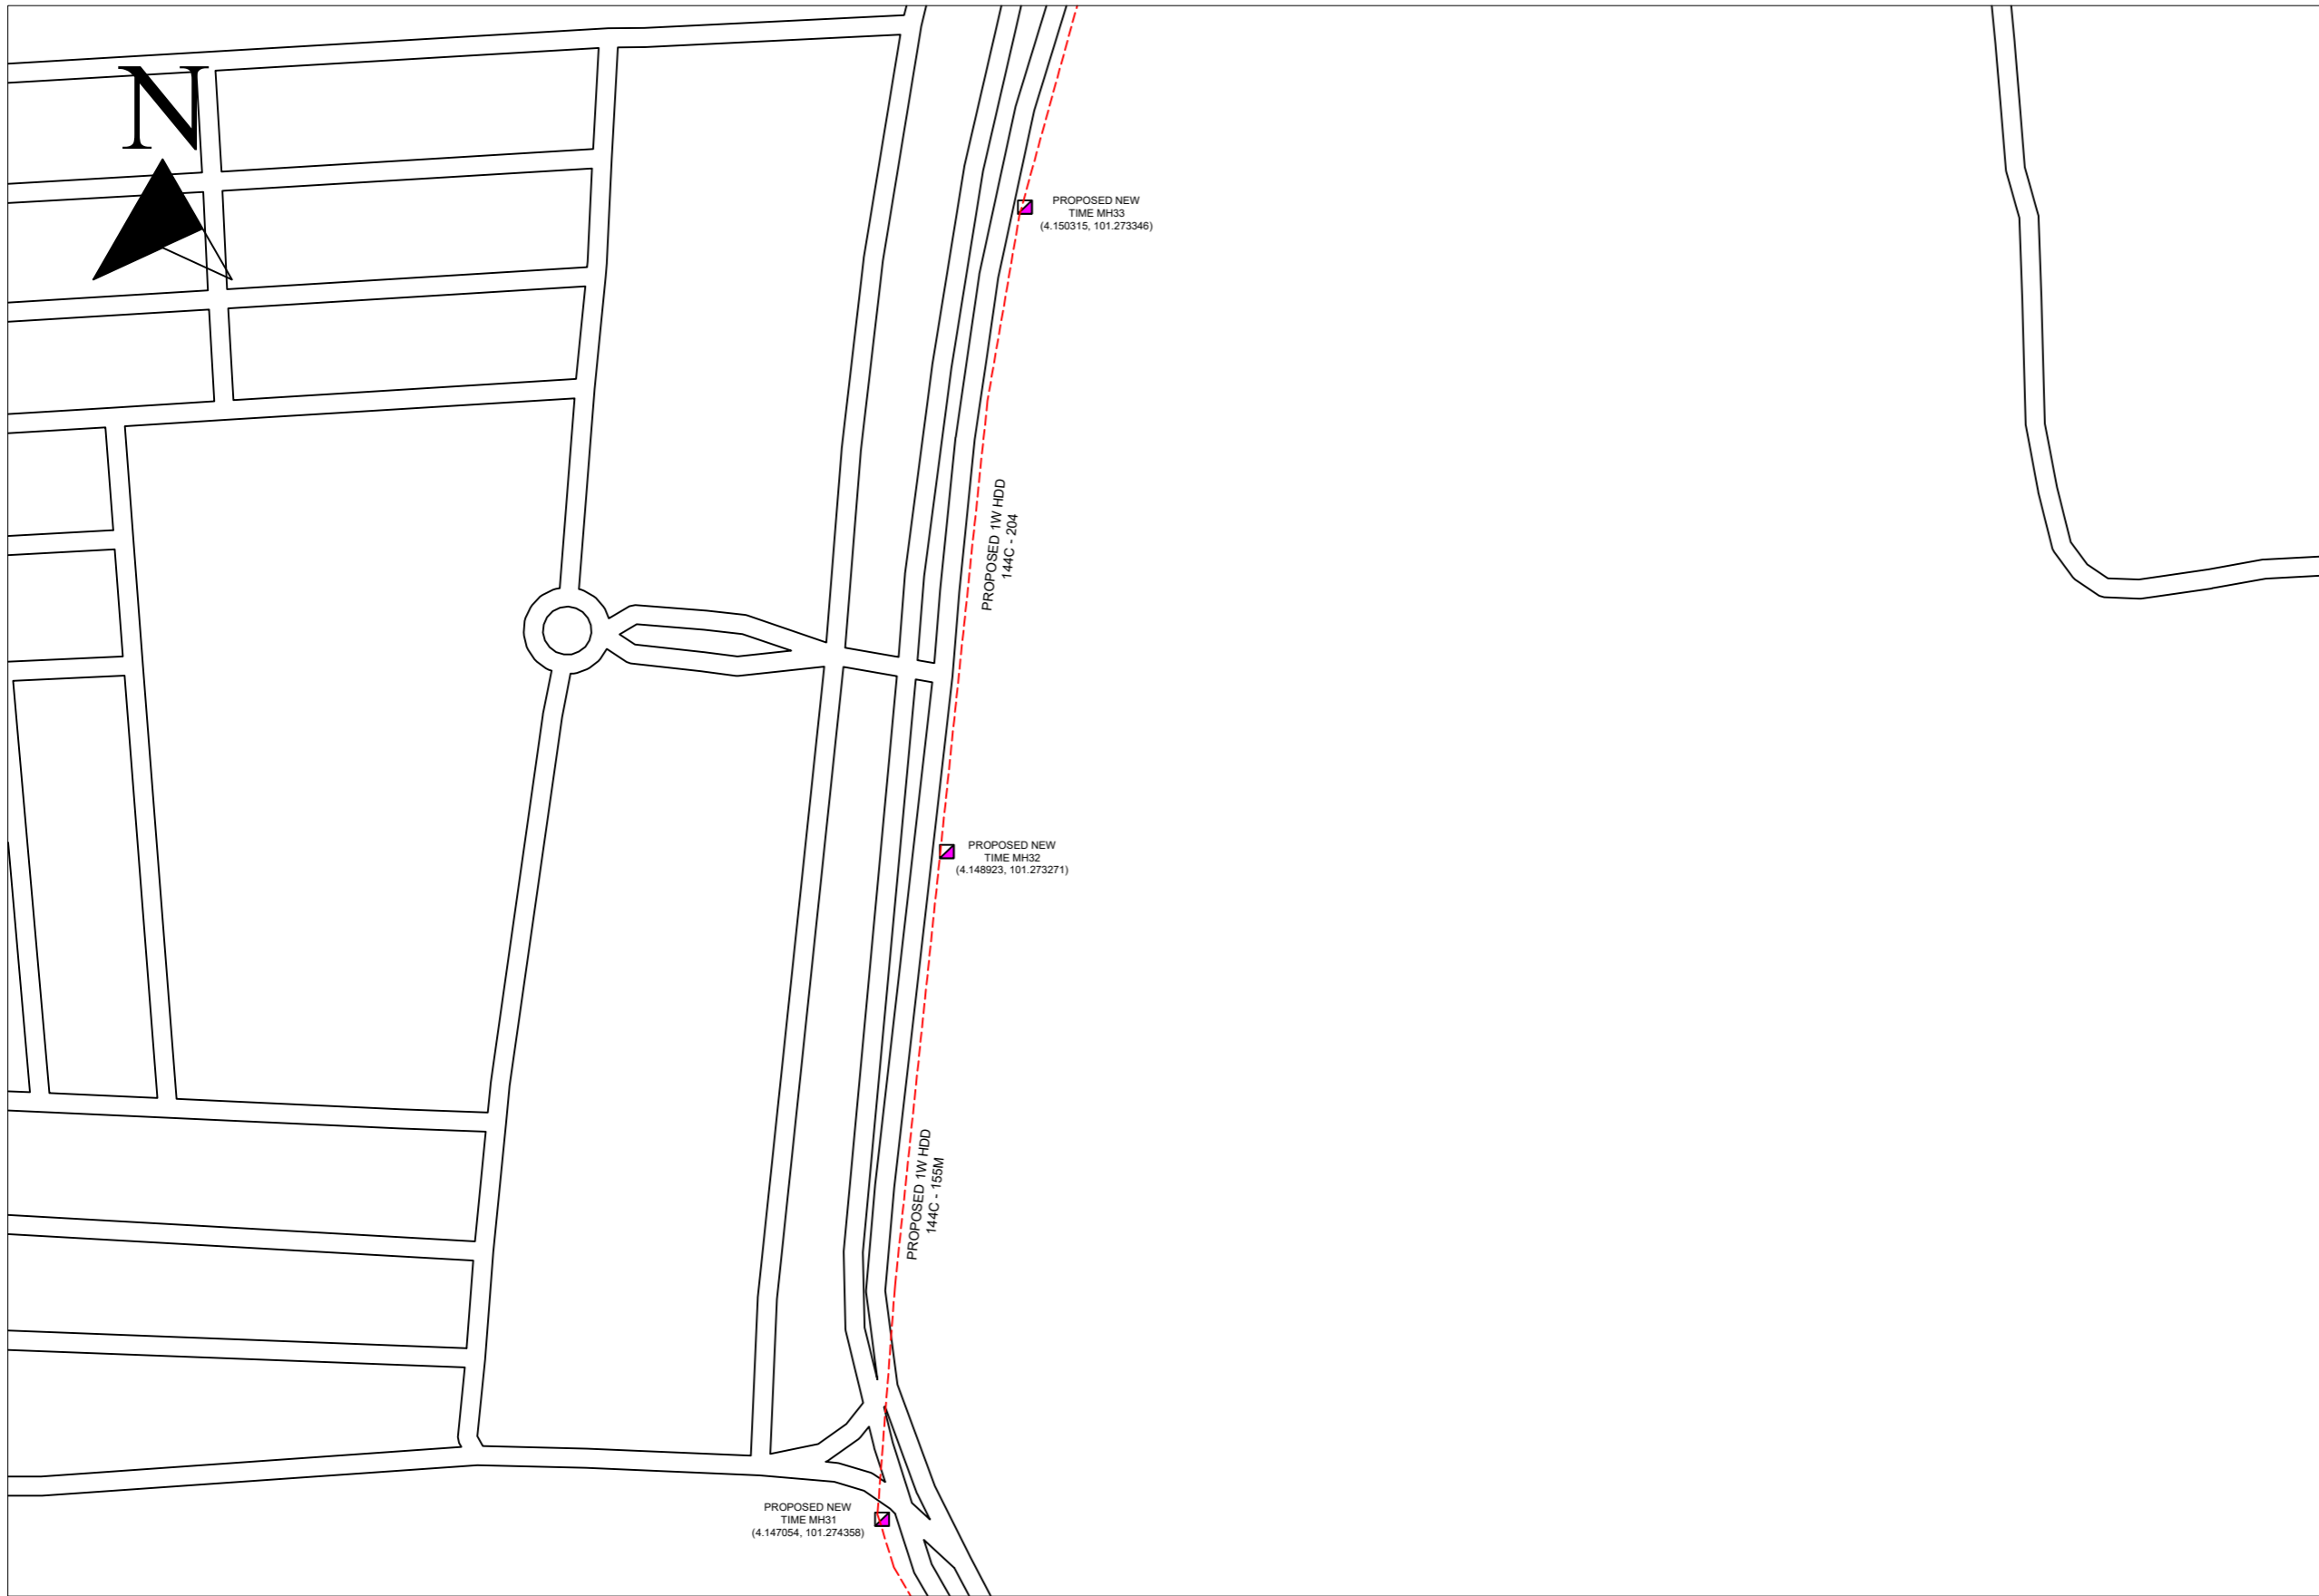 N
PROPOSED NEW
TIME MH33
(4.150315, 101.273346)
PROPOSED 1W HDD
144C - 204
PROPOSED NEW
TIME MH32
(4.148923, 101.273271)
PROPOSED 1W HDD
144C - 155M
PROPOSED NEW
TIME MH31
(4.147054, 101.274358)